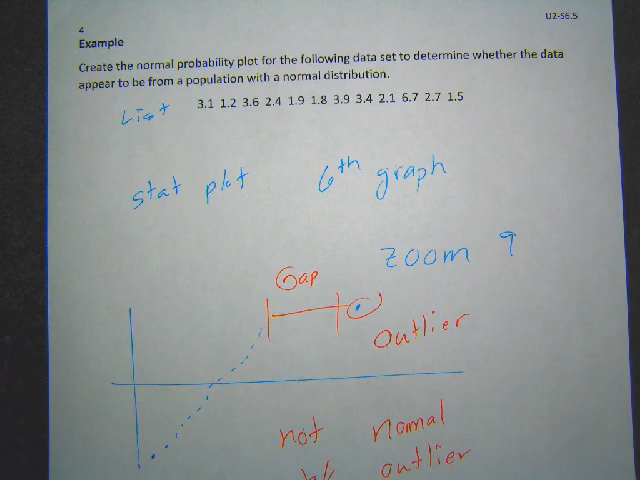 U2-S6.5
4
Example
Create the normal probability plot for the following data set to determine whether the data
appear to be from a population with a normal distribution.
List 3.1 1.2 3.6 2.4 1.9 1.8 3.9 3.4 2.1 6.7 2.7 1.5
stat plot 6th graph
ZOOM 9
Gap
Outlier
not nomal
b/c outlier